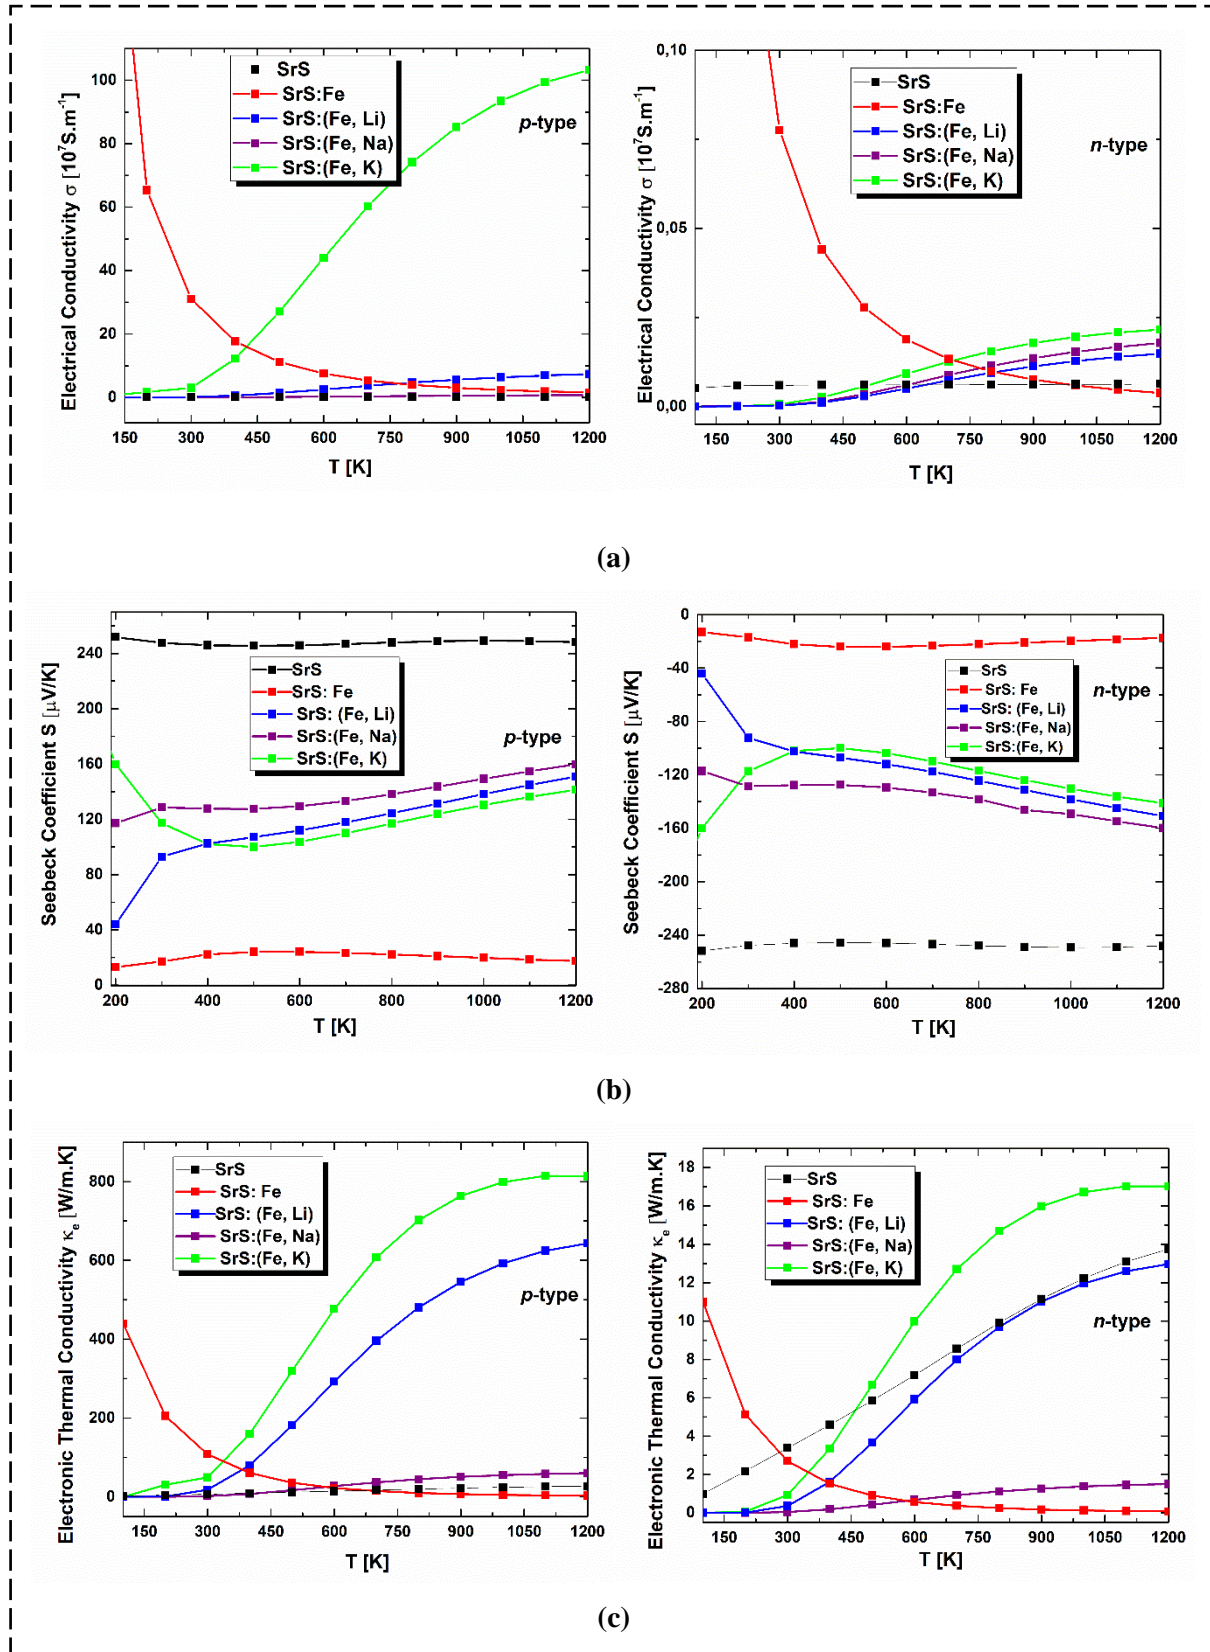 Electrical Conductivity σ [10⁷S.m⁻¹]
100
80
60
40
20
0
SrS
SrS:Fe
SrS:(Fe, Li)
SrS:(Fe, Na)
SrS:(Fe, K)
p-type
150 300 450 600 750 900 1050 1200
T [K]
Electrical Conductivity σ [10⁷S.m⁻¹]
0,10
0,05
0,00
SrS
SrS:Fe
SrS:(Fe, Li)
SrS:(Fe, Na)
SrS:(Fe, K)
n-type
150 300 450 600 750 900 1050 1200
T [K]
(a)
Seebeck Coefficient S [μV/K]
240
200
160
120
80
40
0
SrS
SrS: Fe
SrS: (Fe, Li)
SrS:(Fe, Na)
SrS:(Fe, K)
p-type
200 400 600 800 1000 1200
T [K]
Seebeck Coefficient S [μV/K]
0
-40
-80
-120
-160
-200
-240
-280
SrS
SrS: Fe
SrS: (Fe, Li)
SrS:(Fe, Na)
SrS:(Fe, K)
n-type
200 400 600 800 1000 1200
T [K]
(b)
Electronic Thermal Conductivity κₑ [W/m.K]
800
600
400
200
0
SrS
SrS: Fe
SrS: (Fe, Li)
SrS:(Fe, Na)
SrS:(Fe, K)
p-type
150 300 450 600 750 900 1050 1200
T [K]
Electronic Thermal Conductivity κₑ [W/m.K]
18
16
14
12
10
8
6
4
2
0
SrS
SrS: Fe
SrS: (Fe, Li)
SrS:(Fe, Na)
SrS:(Fe, K)
n-type
150 300 450 600 750 900 1050 1200
T [K]
(c)